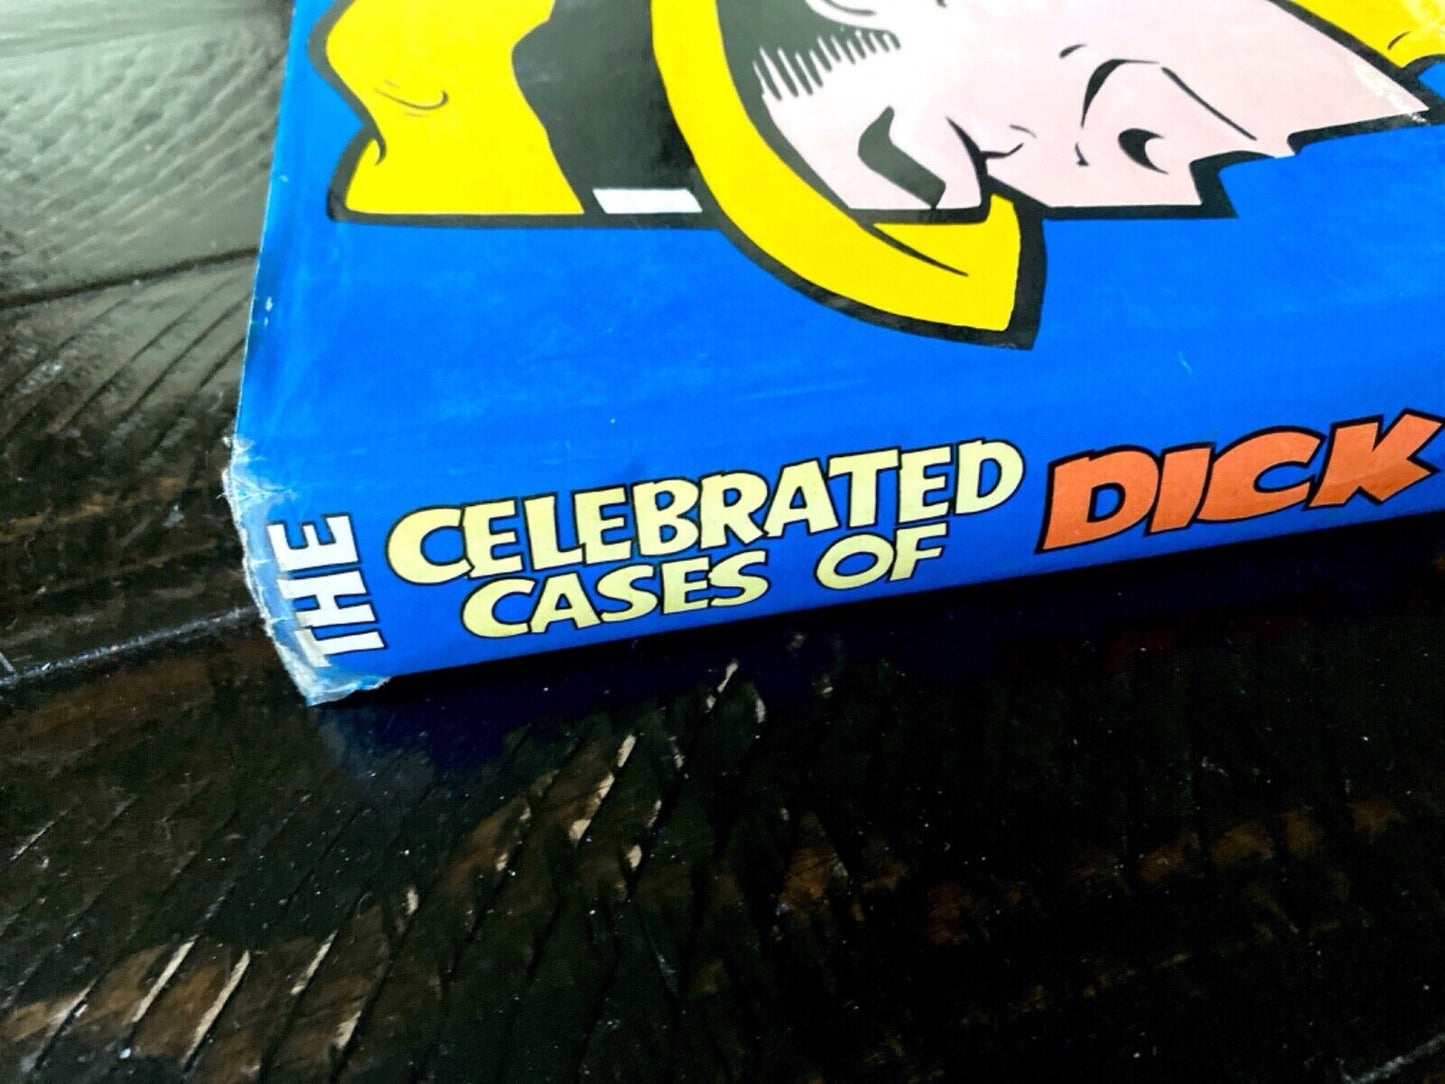 THE
CELEBRATED
CASES OF
DICK